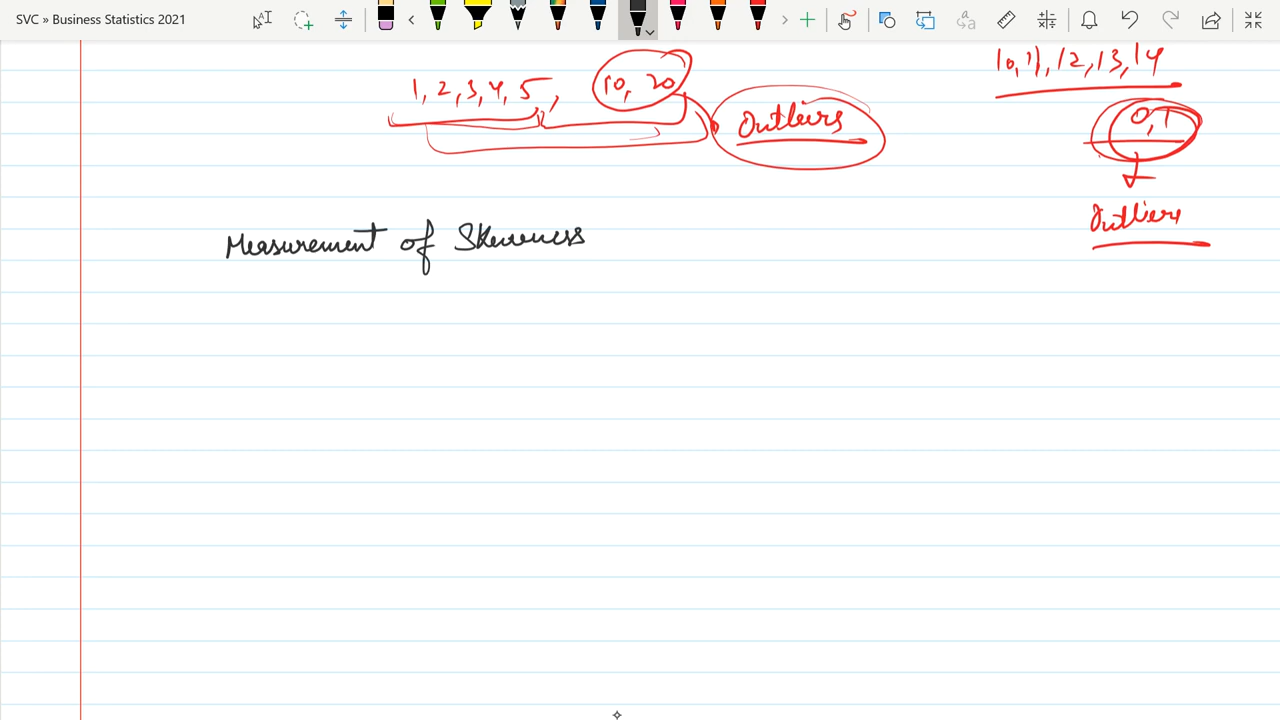 SVC » Business Statistics 2021
10, 11, 12, 13, 14
1, 2, 3, 4, 5, 10, 20
Outliers
0, 1
Outliers
Measurement of Skewness